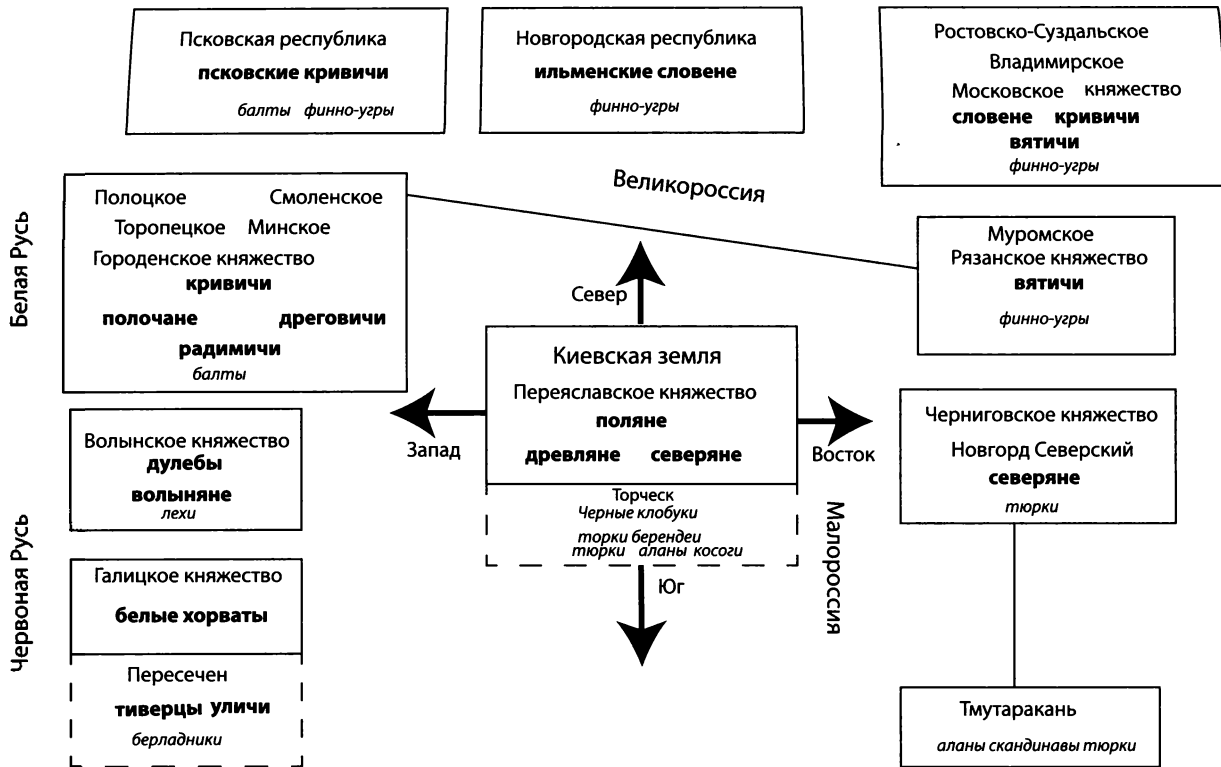 Псковская республика
псковские кривичи
балты финно-угры
Новгородская республика
ильменские словене
финно-угры
Ростовско-Суздальское
Владимирское
Московское княжество
словене кривичи
вятичи
финно-угры
Великороссия
Белая Русь
Полоцкое Смоленское
Торопецкое Минское
Городенское княжество
кривичи
полочане дреговичи
радимичи
балты
Муромское
Рязанское княжество
вятичи
финно-угры
Север
Киевская земля
Переяславское княжество
поляне
древляне северяне
Запад
Восток
Торческ
Черные клобуки
торки берендеи
тюрки аланы косоги
Юг
Малороссия
Черниговское княжество
Новгорд Северский
северяне
тюрки
Червоная Русь
Волынское княжество
дулебы
волыняне
лехи
Галицкое княжество
белые хорваты
Пересечен
тиверцы уличи
берладники
Тмутаракань
аланы скандинавы тюрки